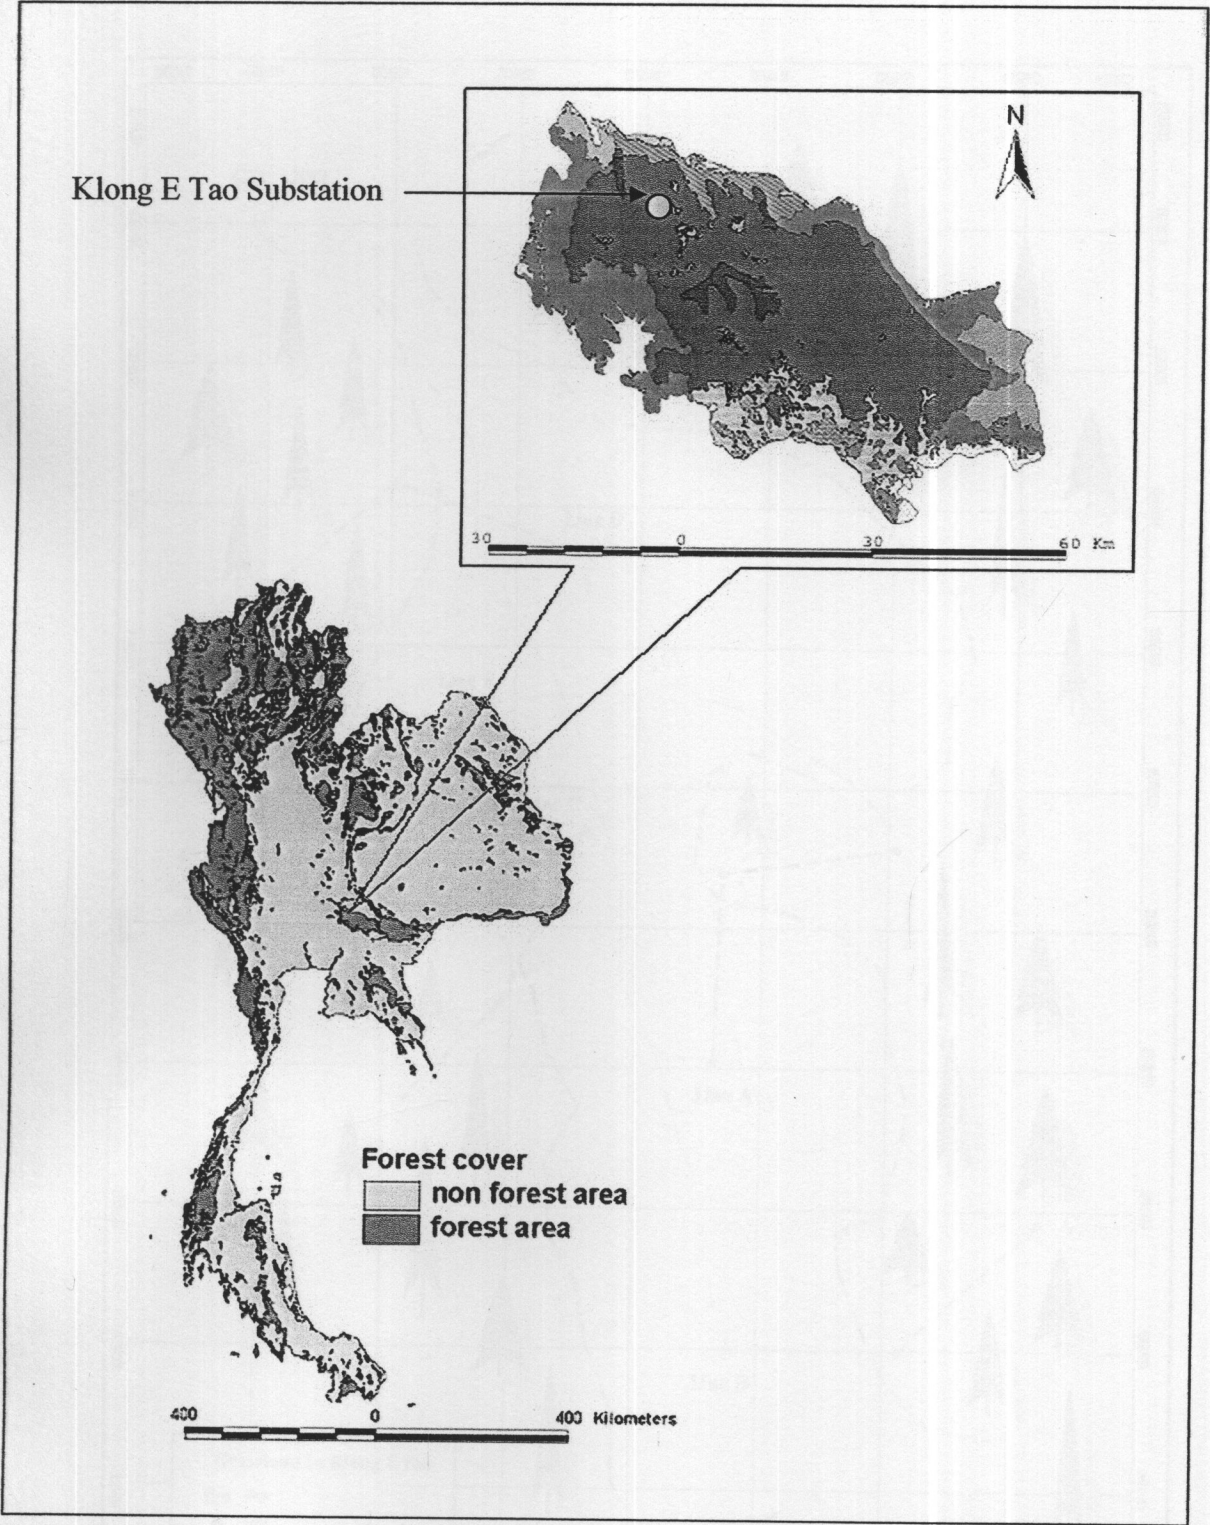 N
Klong E Tao Substation
30 0 30 60 Km
Forest cover
non forest area
forest area
400 0 400 Kilometers